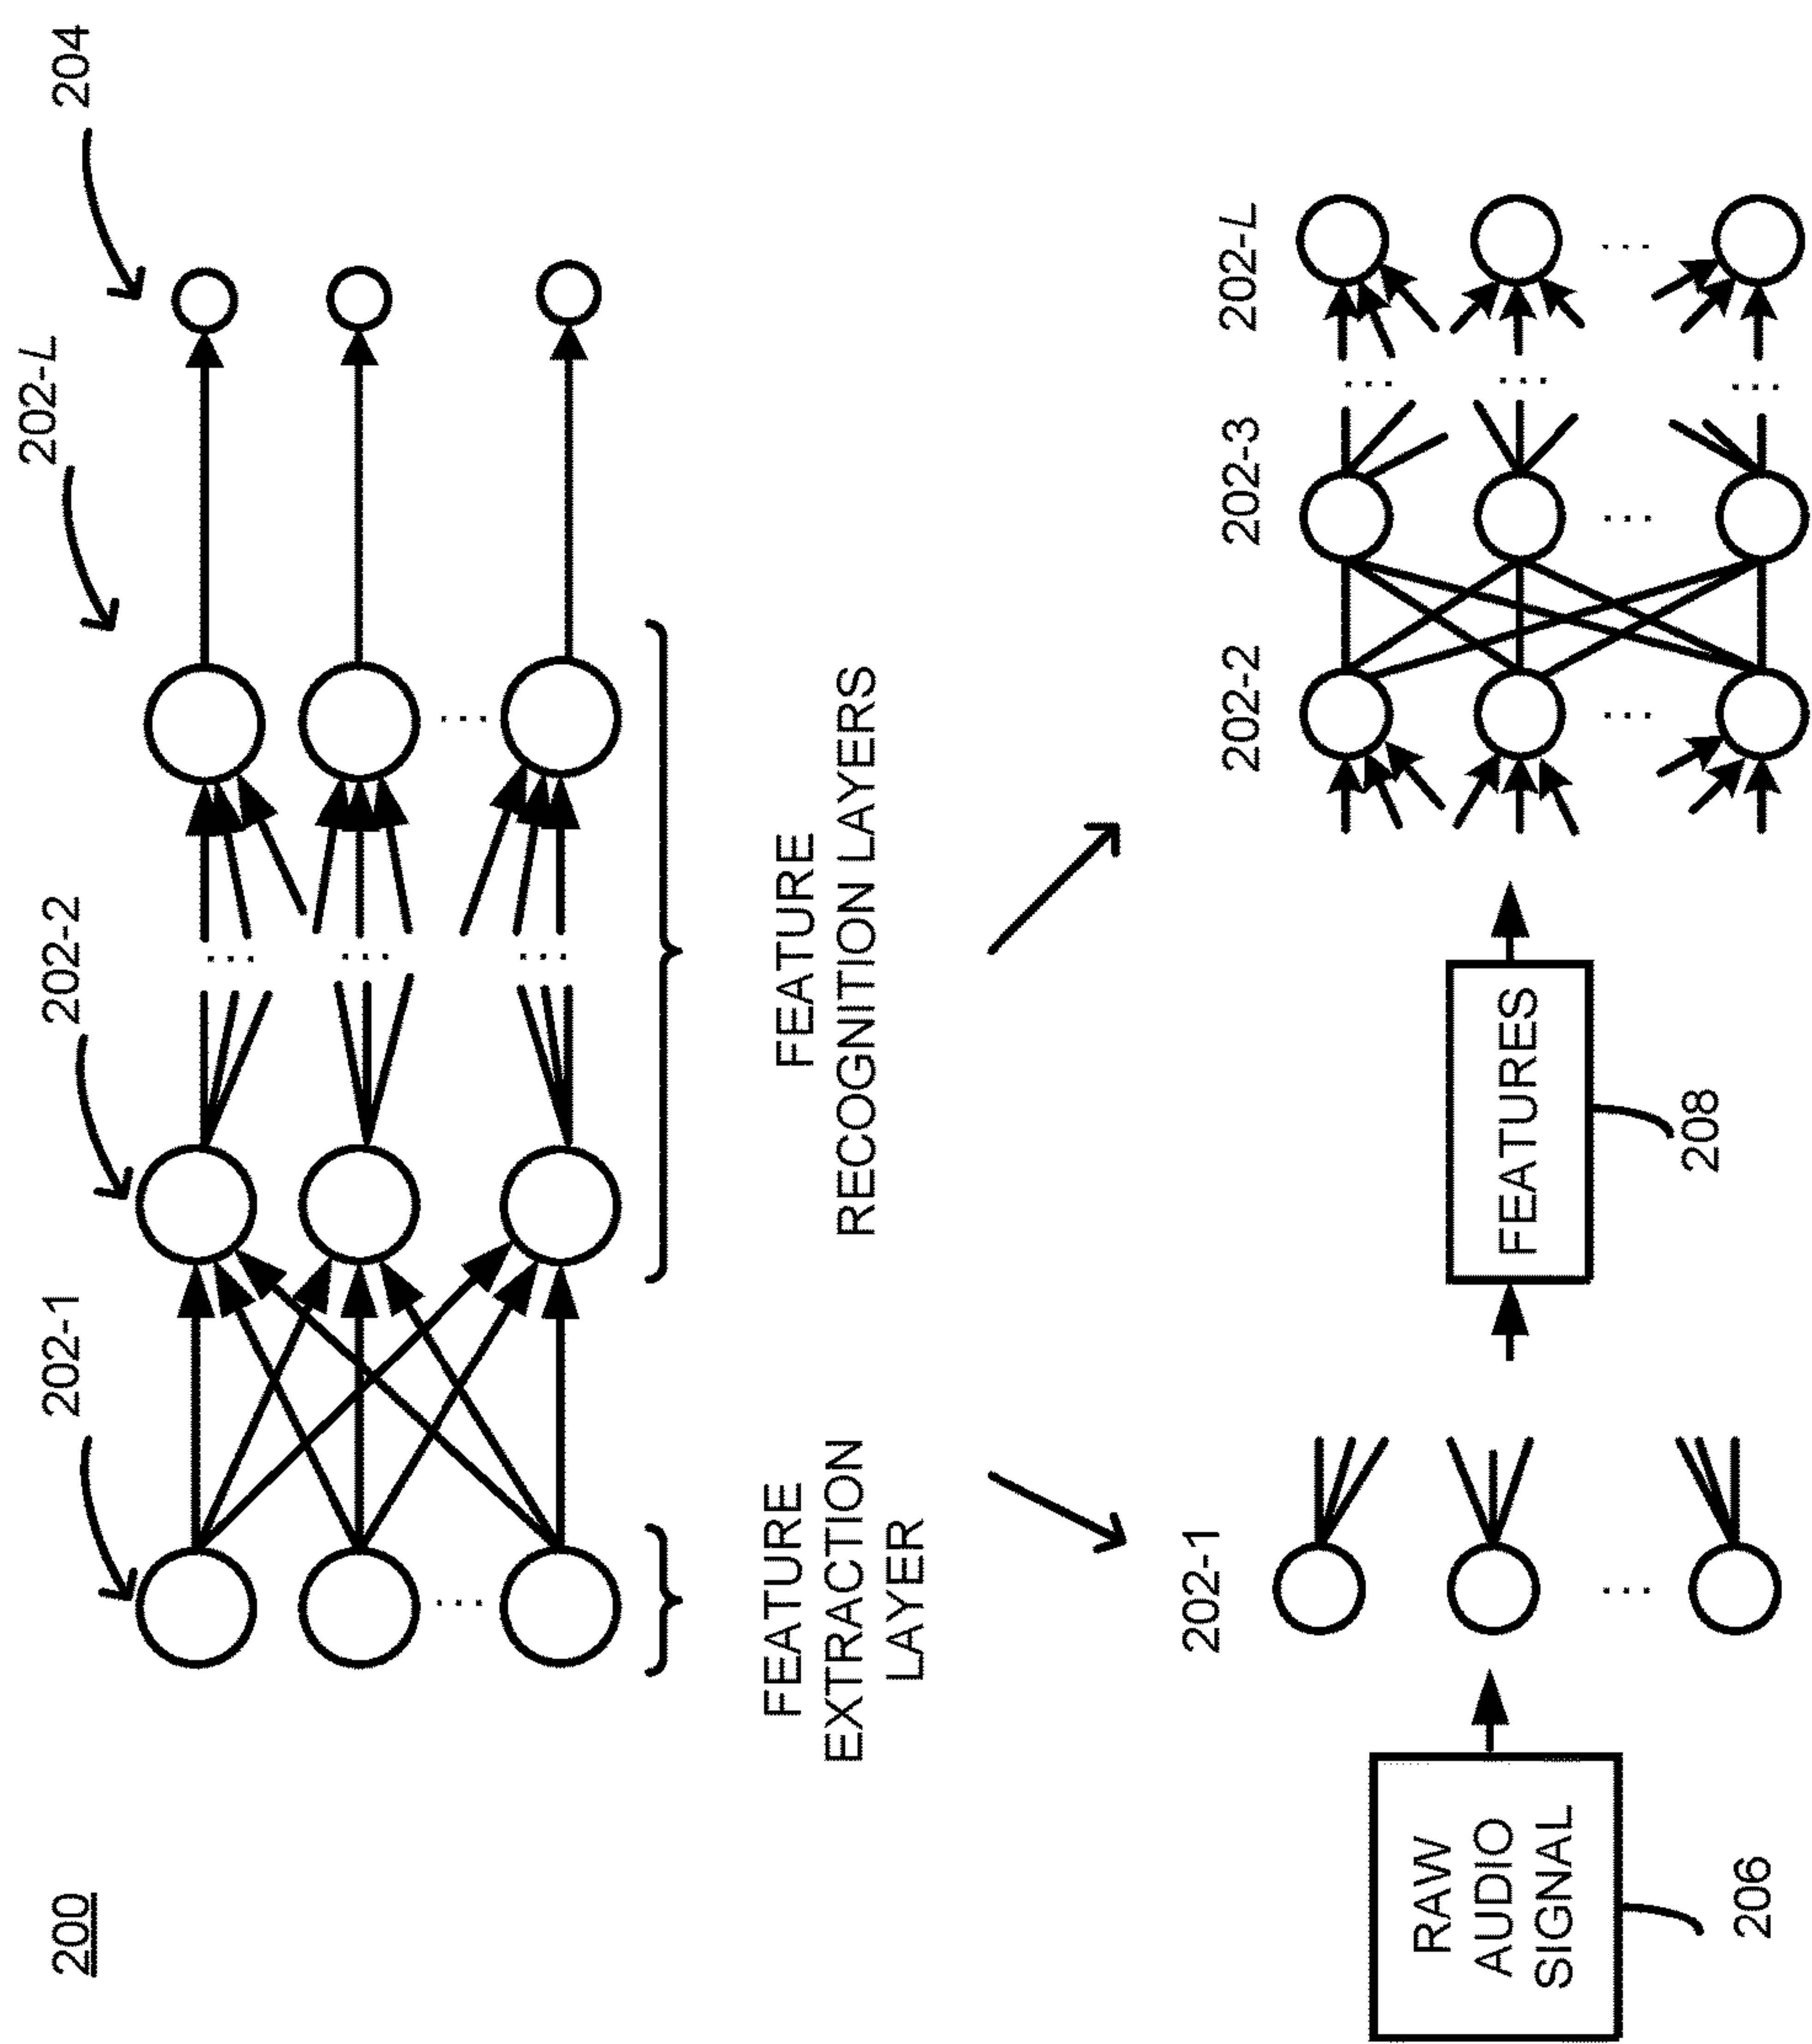 200
202-1
202-2
202-L
204
...
...
...
...
...
FEATURE
EXTRACTION
LAYER
FEATURE
RECOGNITION LAYERS
202-1
202-2
202-3
202-L
...
...
...
...
...
...
...
RAW
AUDIO
SIGNAL
FEATURES
206
208